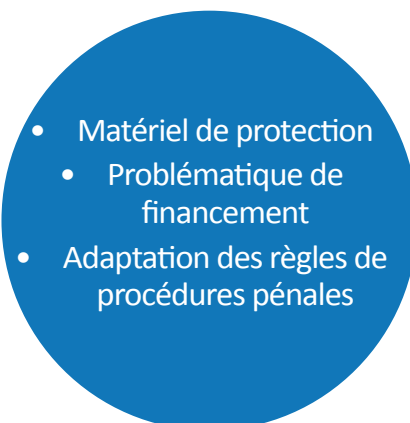 • Matériel de protection
• Problématique de
financement
• Adaptation des règles de
procédures pénales